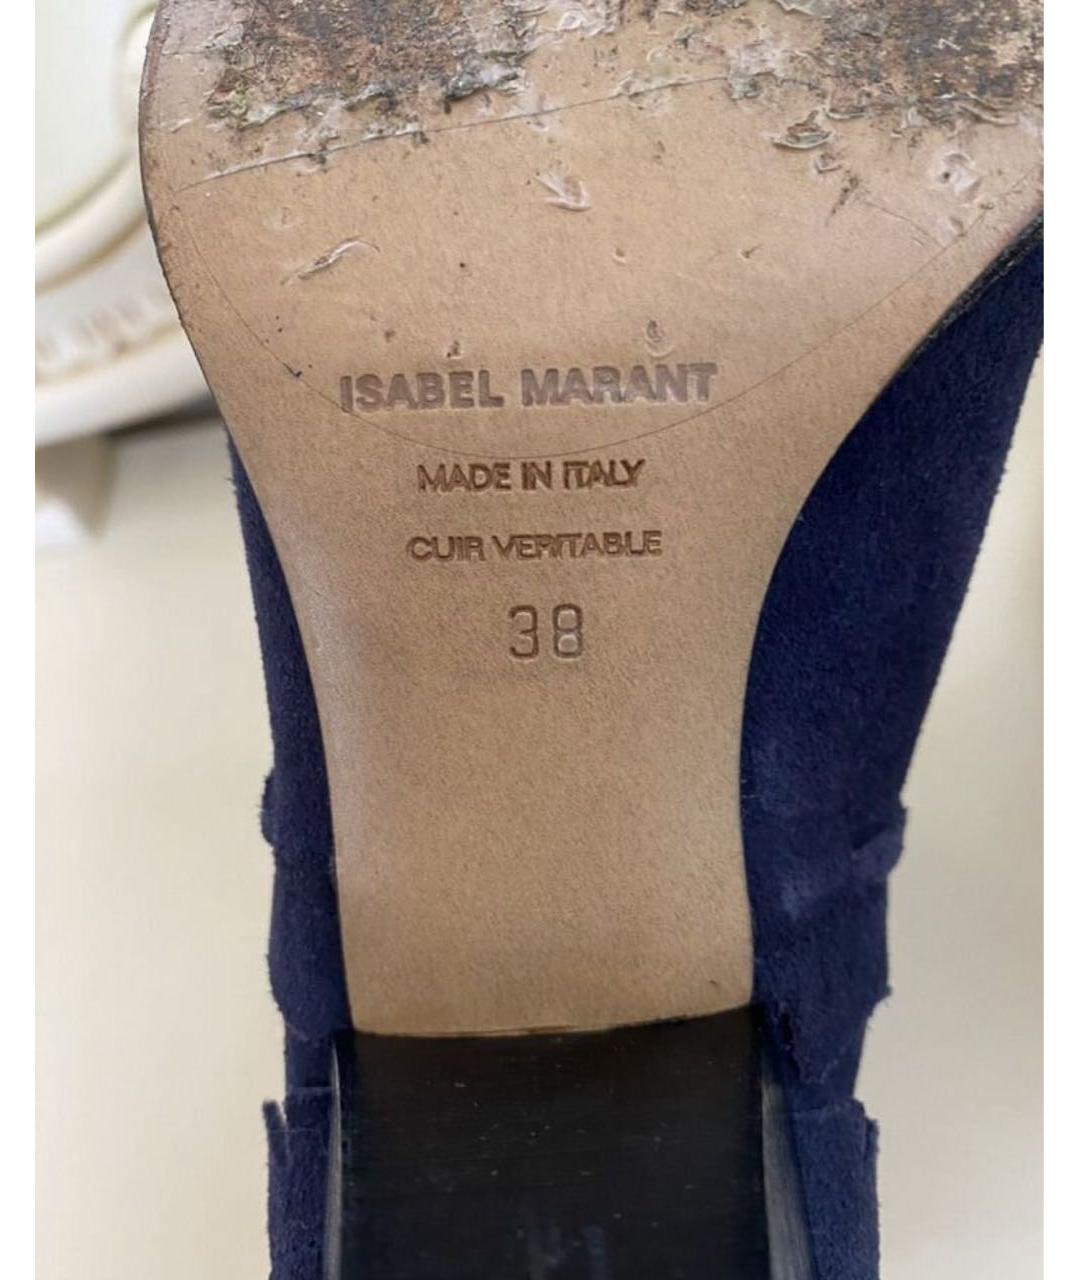 ISABEL MARANT
MADE IN ITALY
CUIR VERITABLE
38